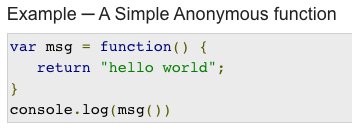 Example ─ A Simple Anonymous function
var msg = function() {
   return "hello world";
}
console.log(msg())